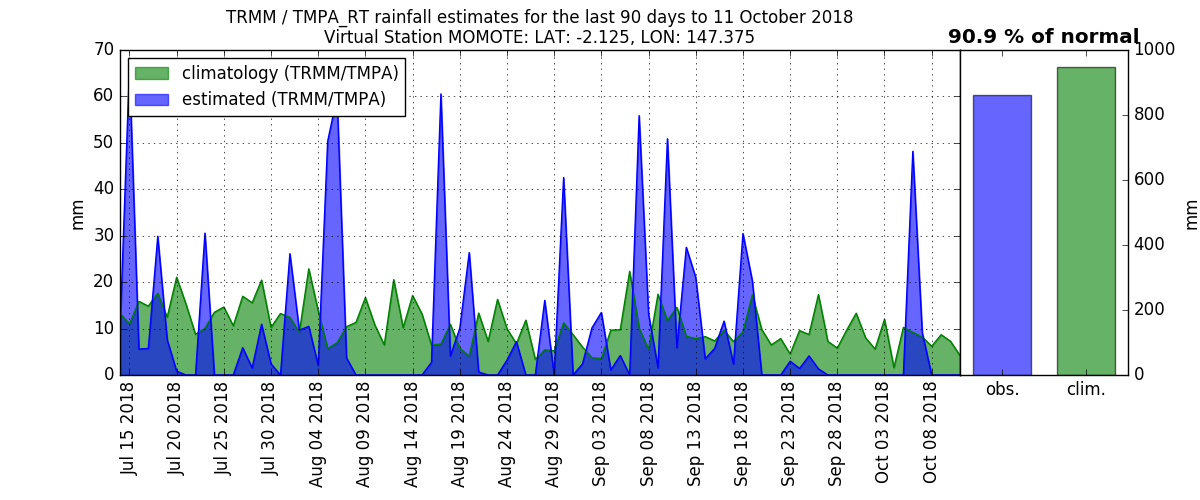 TRMM / TMPA_RT rainfall estimates for the last 90 days to 11 October 2018
Virtual Station MOMOTE: LAT: -2.125, LON: 147.375
90.9 % of normal
climatology (TRMM/TMPA)
estimated (TRMM/TMPA)
70
60
50
40
30
20
10
0
mm
1000
800
600
400
200
0
mm
Jul 15 2018
Jul 20 2018
Jul 25 2018
Jul 30 2018
Aug 04 2018
Aug 09 2018
Aug 14 2018
Aug 19 2018
Aug 24 2018
Aug 29 2018
Sep 03 2018
Sep 08 2018
Sep 13 2018
Sep 18 2018
Sep 23 2018
Sep 28 2018
Oct 03 2018
Oct 08 2018
obs.
clim.